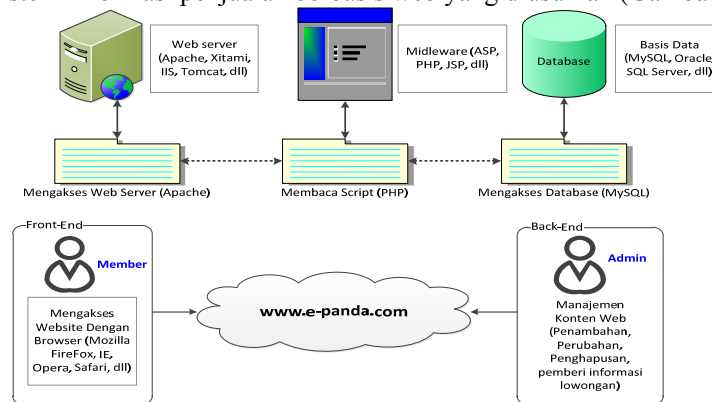 Web server
(Apache, Xitami,
IIS, Tomcat, dll)
Midleware (ASP,
PHP, JSP, dll)
Database
Basis Data
(MySQL, Oracle,
SQL Server, dll)
Mengakses Web Server (Apache)
Membaca Script (PHP)
Mengakses Database (MySQL)
Front-End
Member
Mengakses
Website Dengan
Browser (Mozilla
FireFox, IE,
Opera, Safari, dll)
www.e-panda.com
Back-End
Admin
Manajemen
Konten Web
(Penambahan,
Perubahan,
Penghapusan,
pemberi informasi
lowongan)